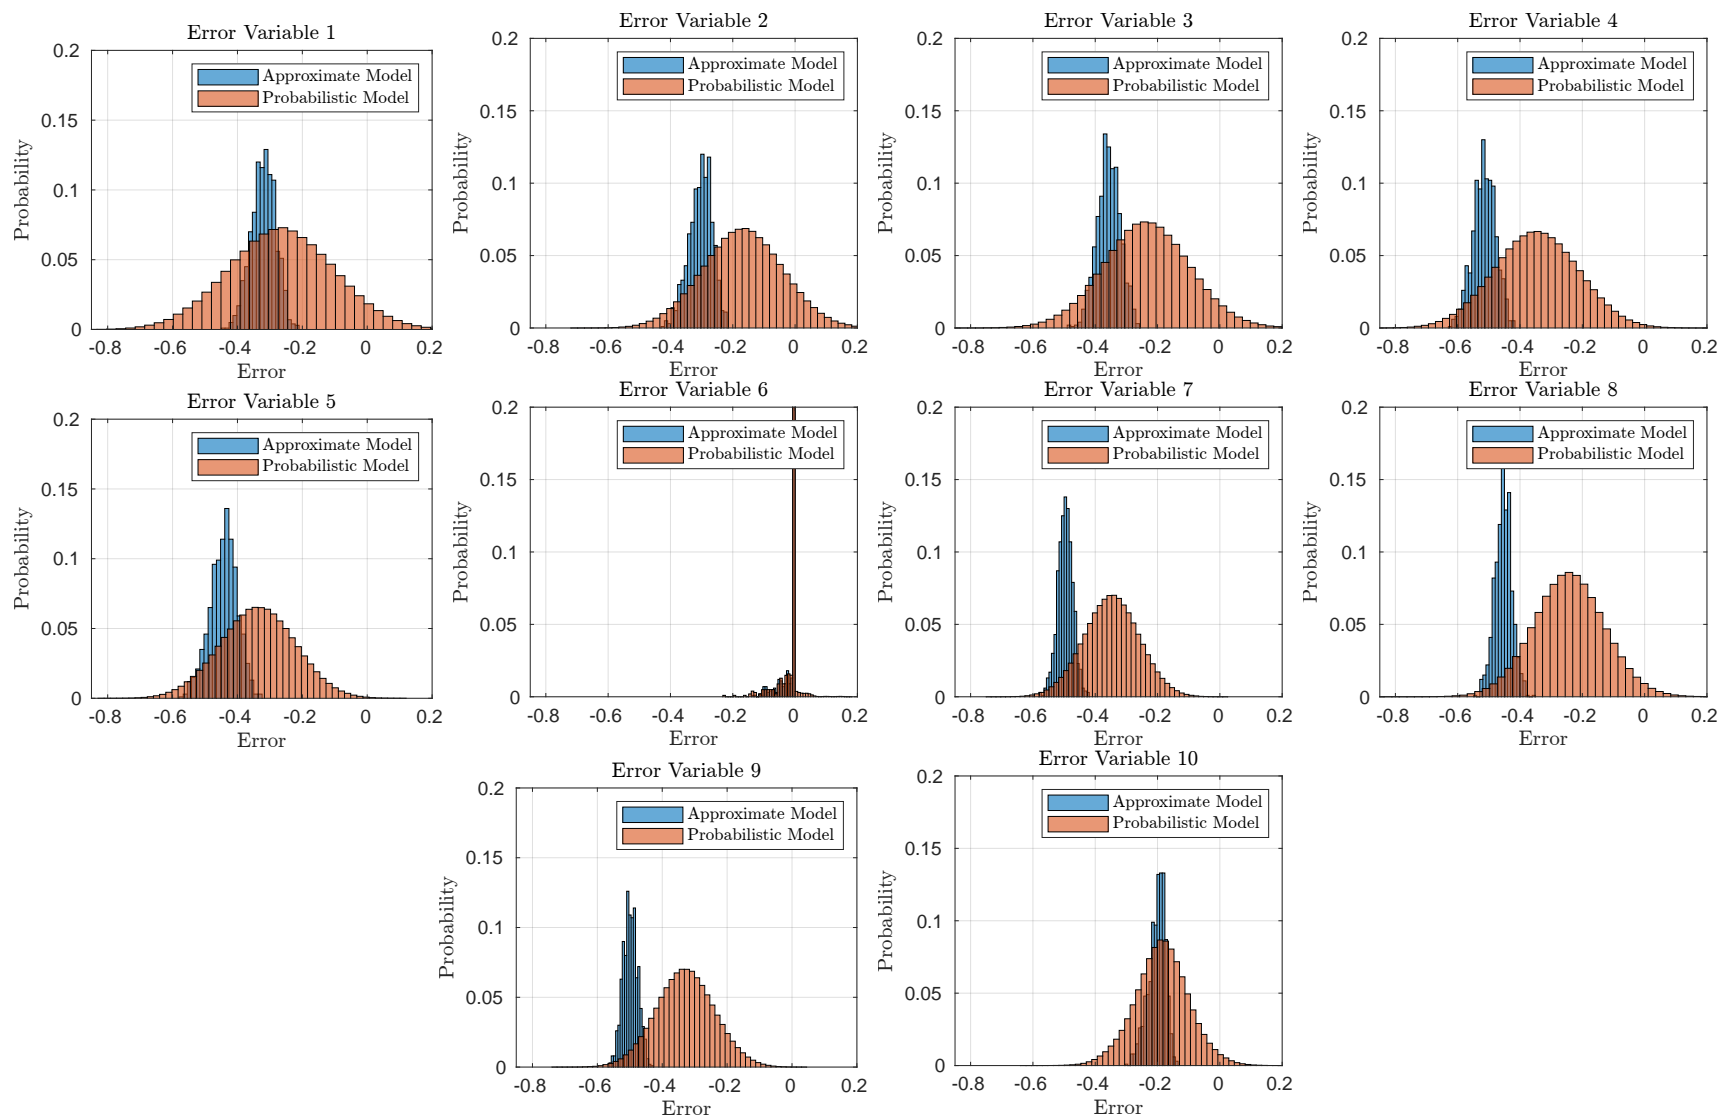 Error Variable 1
0.2
0.15
0.1
0.05
0
Probability
Approximate Model
Probabilistic Model
-0.8 -0.6 -0.4 -0.2 0 0.2
Error
Error Variable 2
0.2
0.15
0.1
0.05
0
Probability
Approximate Model
Probabilistic Model
-0.8 -0.6 -0.4 -0.2 0 0.2
Error
Error Variable 3
0.2
0.15
0.1
0.05
0
Probability
Approximate Model
Probabilistic Model
-0.8 -0.6 -0.4 -0.2 0 0.2
Error
Error Variable 4
0.2
0.15
0.1
0.05
0
Probability
Approximate Model
Probabilistic Model
-0.8 -0.6 -0.4 -0.2 0 0.2
Error
Error Variable 5
0.2
0.15
0.1
0.05
0
Probability
Approximate Model
Probabilistic Model
-0.8 -0.6 -0.4 -0.2 0 0.2
Error
Error Variable 6
0.2
0.15
0.1
0.05
0
Probability
Approximate Model
Probabilistic Model
-0.8 -0.6 -0.4 -0.2 0 0.2
Error
Error Variable 7
0.2
0.15
0.1
0.05
0
Probability
Approximate Model
Probabilistic Model
-0.8 -0.6 -0.4 -0.2 0 0.2
Error
Error Variable 8
0.2
0.15
0.1
0.05
0
Probability
Approximate Model
Probabilistic Model
-0.8 -0.6 -0.4 -0.2 0 0.2
Error
Error Variable 9
0.2
0.15
0.1
0.05
0
Probability
Approximate Model
Probabilistic Model
-0.8 -0.6 -0.4 -0.2 0 0.2
Error
Error Variable 10
0.2
0.15
0.1
0.05
0
Probability
Approximate Model
Probabilistic Model
-0.8 -0.6 -0.4 -0.2 0 0.2
Error